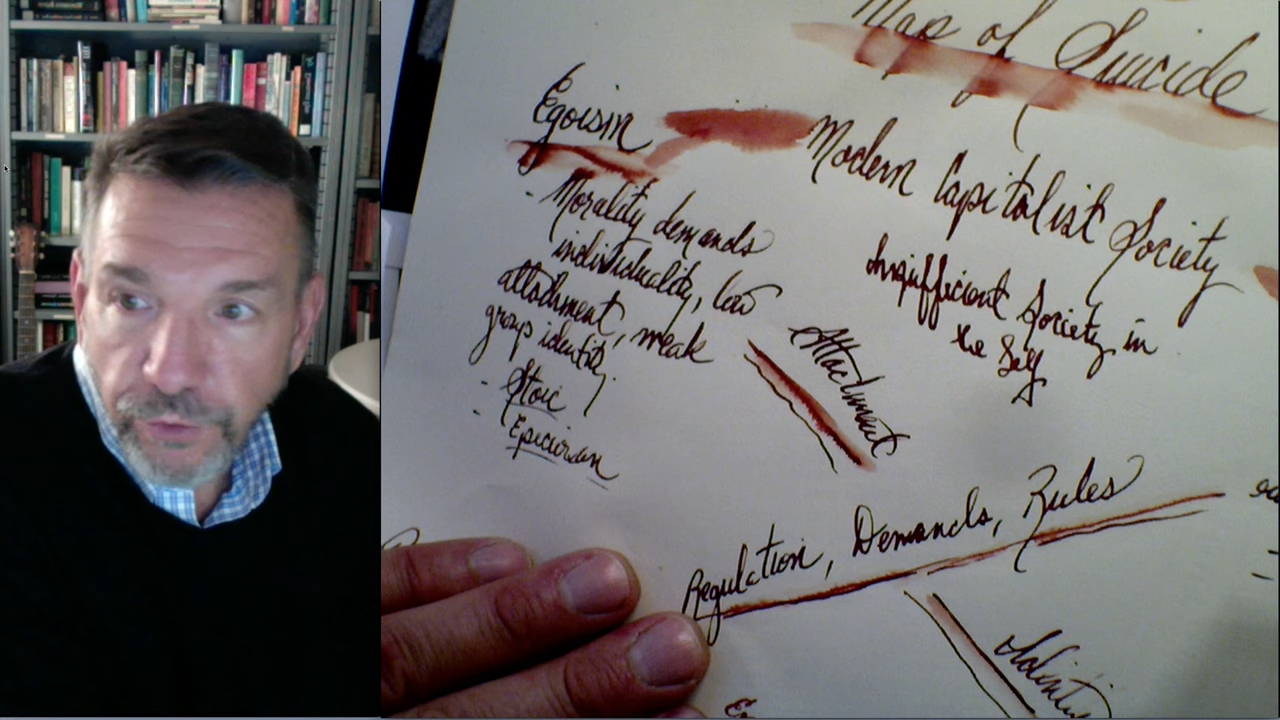 Map of Suicide
Egoism
Modern Capitalist Society
Insufficient Society in
the Self
- Morality demands
individuality, low
attachment, weak
group identity,
- Stoic
- Epicurean
Attachment
Regulation, Demands, Rules